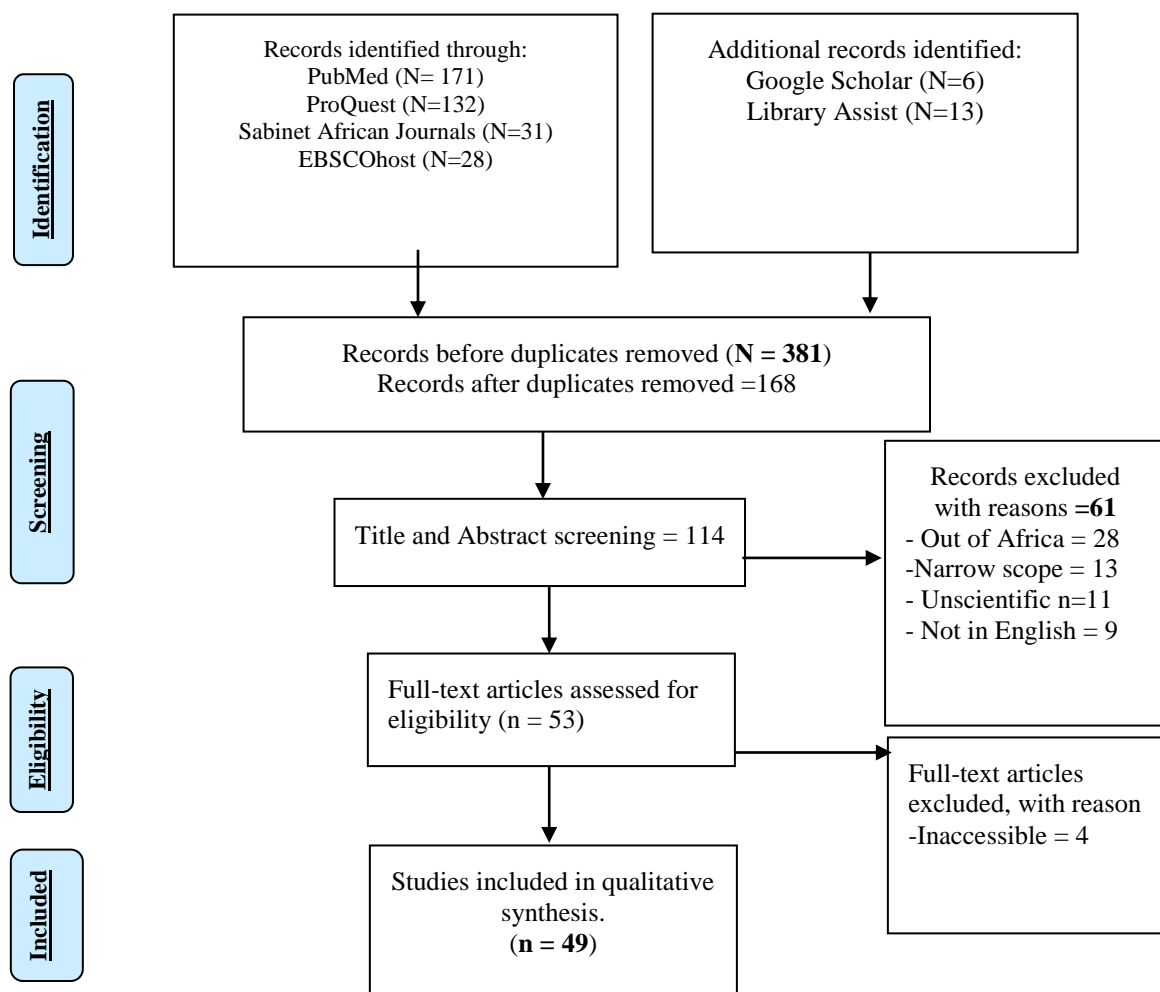 Identification
Records identified through:
PubMed (N= 171)
ProQuest (N=132)
Sabinet African Journals (N=31)
EBSCOhost (N=28)
Additional records identified:
Google Scholar (N=6)
Library Assist (N=13)
Records before duplicates removed (N = 381)
Records after duplicates removed =168
Screening
Title and Abstract screening = 114
Records excluded
with reasons =61
- Out of Africa = 28
-Narrow scope = 13
- Unscientific n=11
- Not in English = 9
Eligibility
Full-text articles assessed for
eligibility (n = 53)
Full-text articles
excluded, with reason
-Inaccessible = 4
Included
Studies included in qualitative
synthesis.
(n = 49)